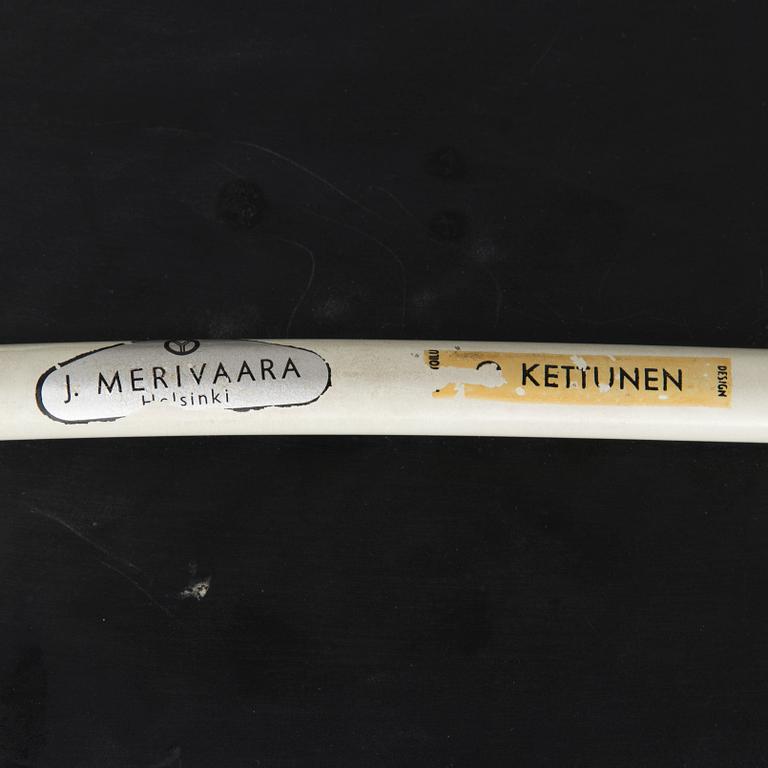 J. MERIVAARA
Helsinki
KETTUNEN
DESIGN